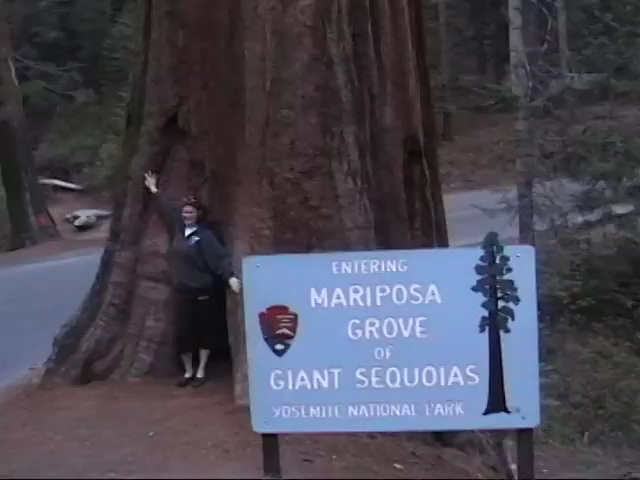 ENTERING
MARIPOSA
GROVE
OF
GIANT SEQUOIAS
YOSEMITE NATIONAL PARK